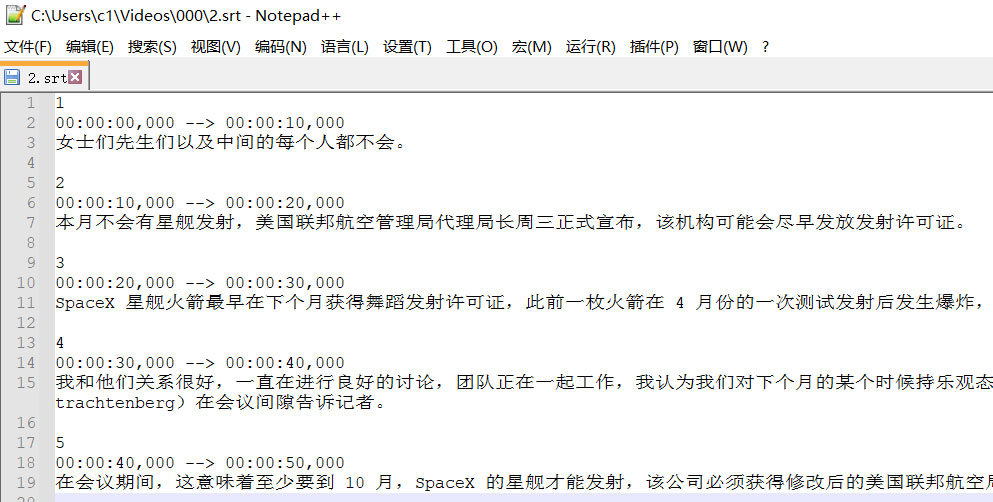 C:\Users\c1\Videos\000\2.srt - Notepad++
文件(F) 编辑(E) 搜索(S) 视图(V) 编码(N) 语言(L) 设置(T) 工具(O) 宏(M) 运行(R) 插件(P) 窗口(W) ?
2.srt
1 1
2 00:00:00,000 --> 00:00:10,000
3 女士们先生们以及中间的每个人都不会。
4
5 2
6 00:00:10,000 --> 00:00:20,000
7 本月不会有星舰发射，美国联邦航空管理局代理局长周三正式宣布，该机构可能会尽早发放发射许可证。
8
9 3
10 00:00:20,000 --> 00:00:30,000
11 SpaceX 星舰火箭最早在下个月获得舞蹈发射许可证，此前一枚火箭在 4 月份的一次测试发射后发生爆炸，
12
13 4
14 00:00:30,000 --> 00:00:40,000
15 我和他们关系很好，一直在进行良好的讨论，团队正在一起工作，我认为我们对下个月的某个时候持乐观态
trachtenberg）在会议间隙告诉记者。
16
17 5
18 00:00:40,000 --> 00:00:50,000
19 在会议期间，这意味着至少要到 10 月，SpaceX 的星舰才能发射，该公司必须获得修改后的美国联邦航空